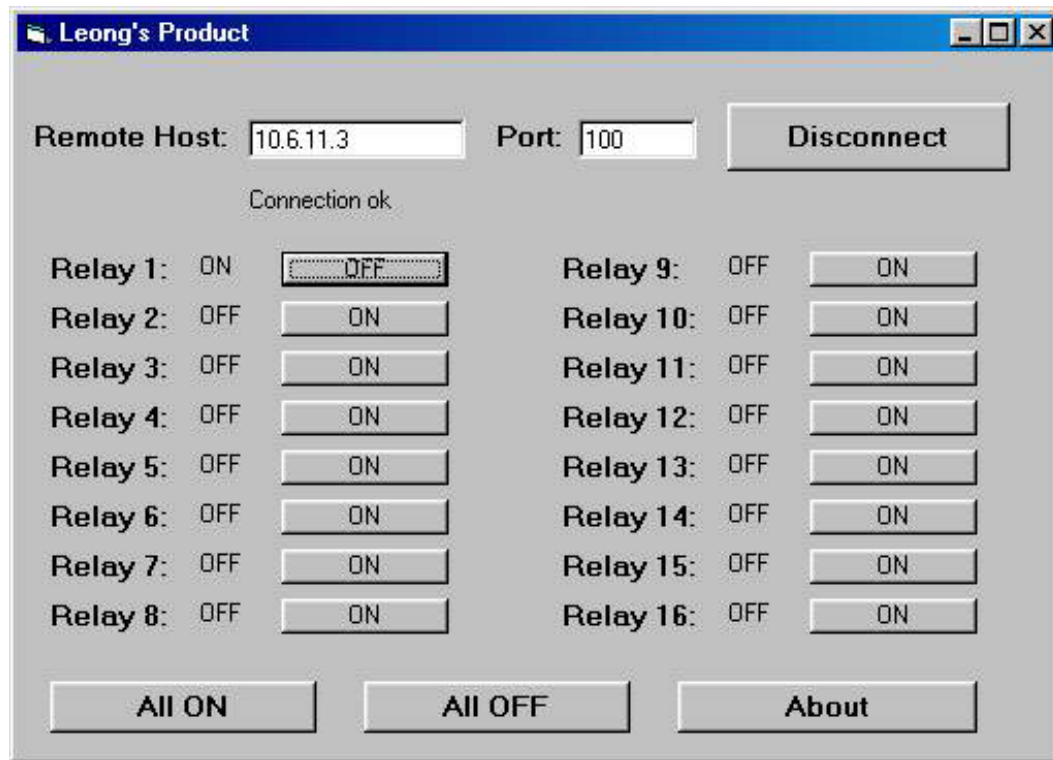 Leong's Product
Remote Host: 10.6.11.3 Port: 100 Disconnect
Connection ok
Relay 1: ON OFF Relay 9: OFF ON
Relay 2: OFF ON Relay 10: OFF ON
Relay 3: OFF ON Relay 11: OFF ON
Relay 4: OFF ON Relay 12: OFF ON
Relay 5: OFF ON Relay 13: OFF ON
Relay 6: OFF ON Relay 14: OFF ON
Relay 7: OFF ON Relay 15: OFF ON
Relay 8: OFF ON Relay 16: OFF ON
All ON All OFF About